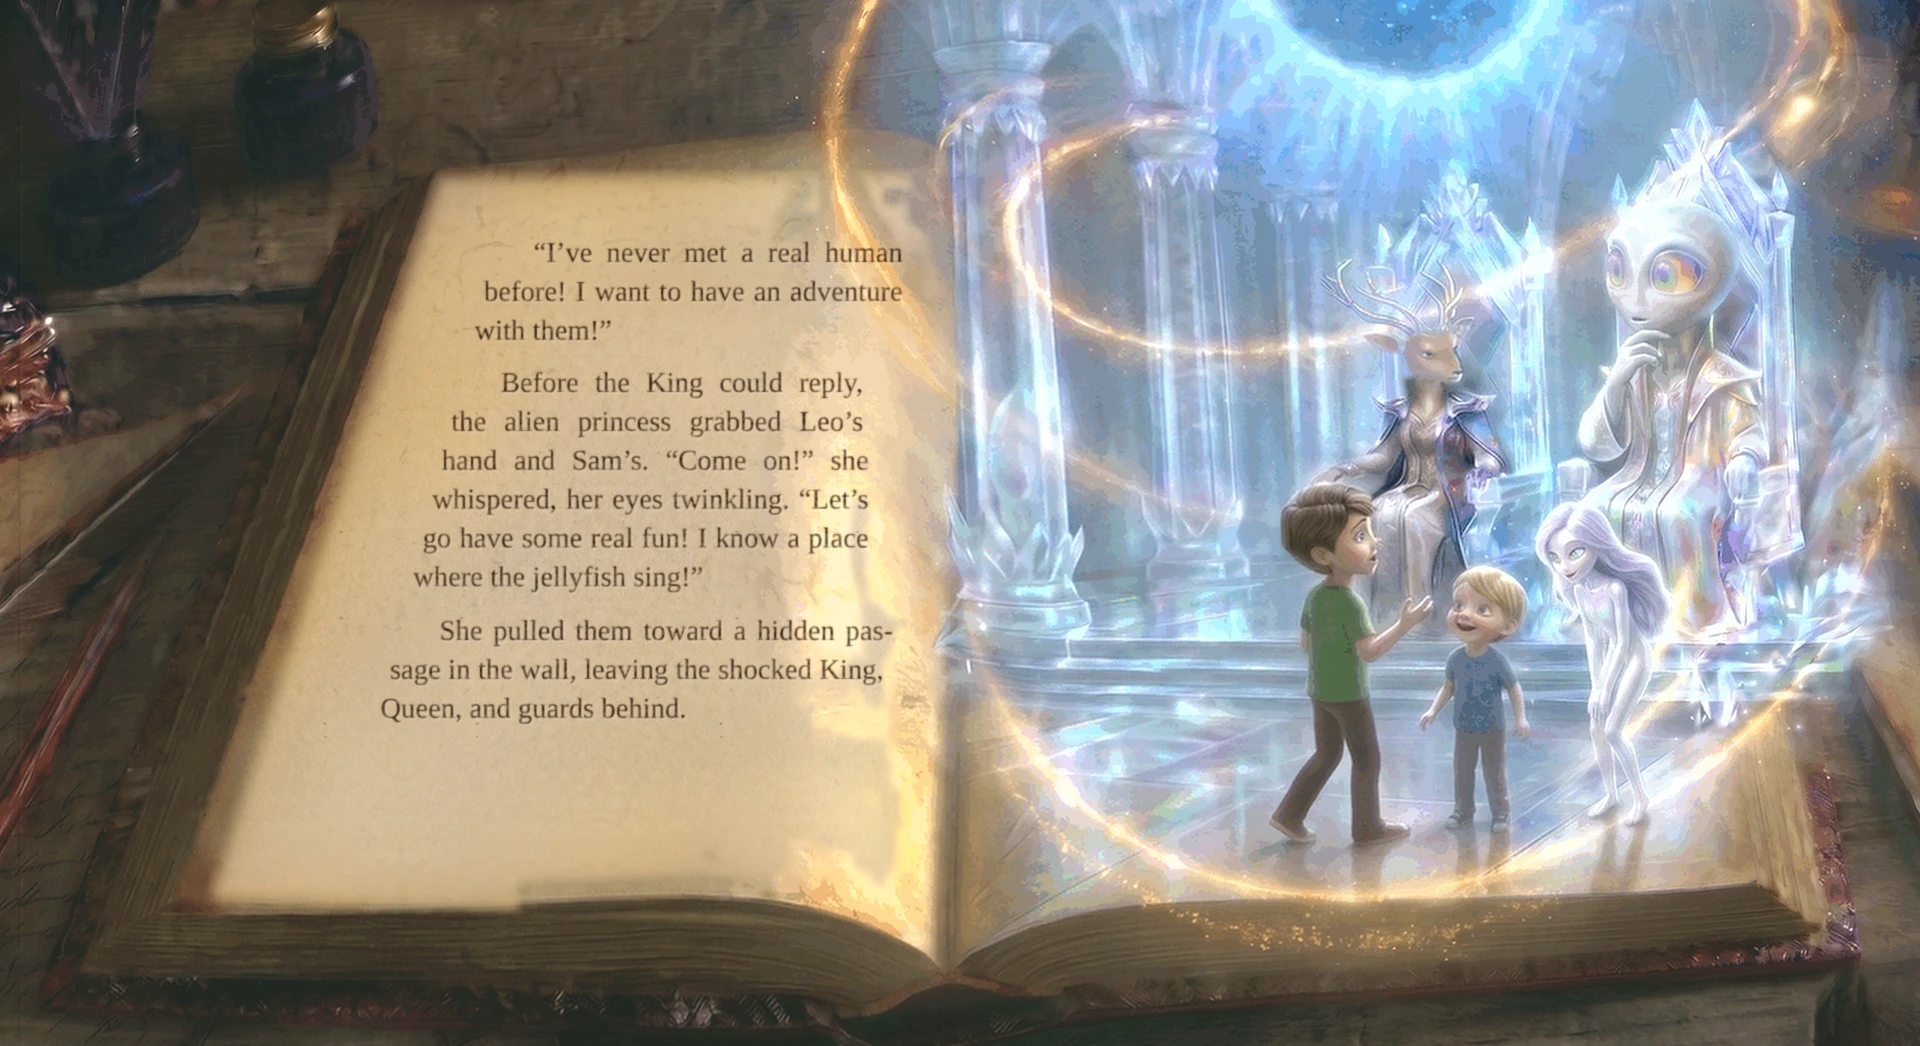 “I’ve never met a real human
before! I want to have an adventure
with them!”
Before the King could reply,
the alien princess grabbed Leo’s
hand and Sam’s. “Come on!” she
whispered, her eyes twinkling. “Let’s
go have some real fun! I know a place
where the jellyfish sing!”
She pulled them toward a hidden pas-
sage in the wall, leaving the shocked King,
Queen, and guards behind.